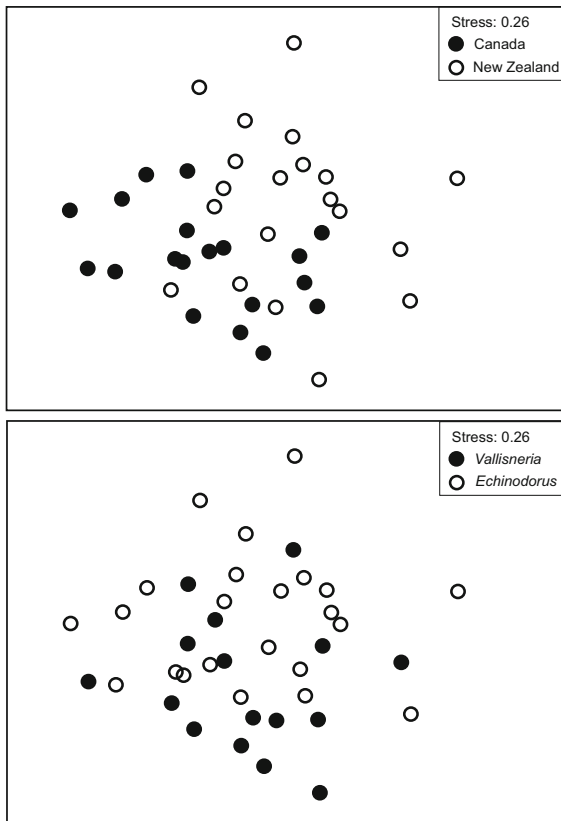 Stress: 0.26
Canada
New Zealand
Stress: 0.26
Vallisneria
Echinodorus